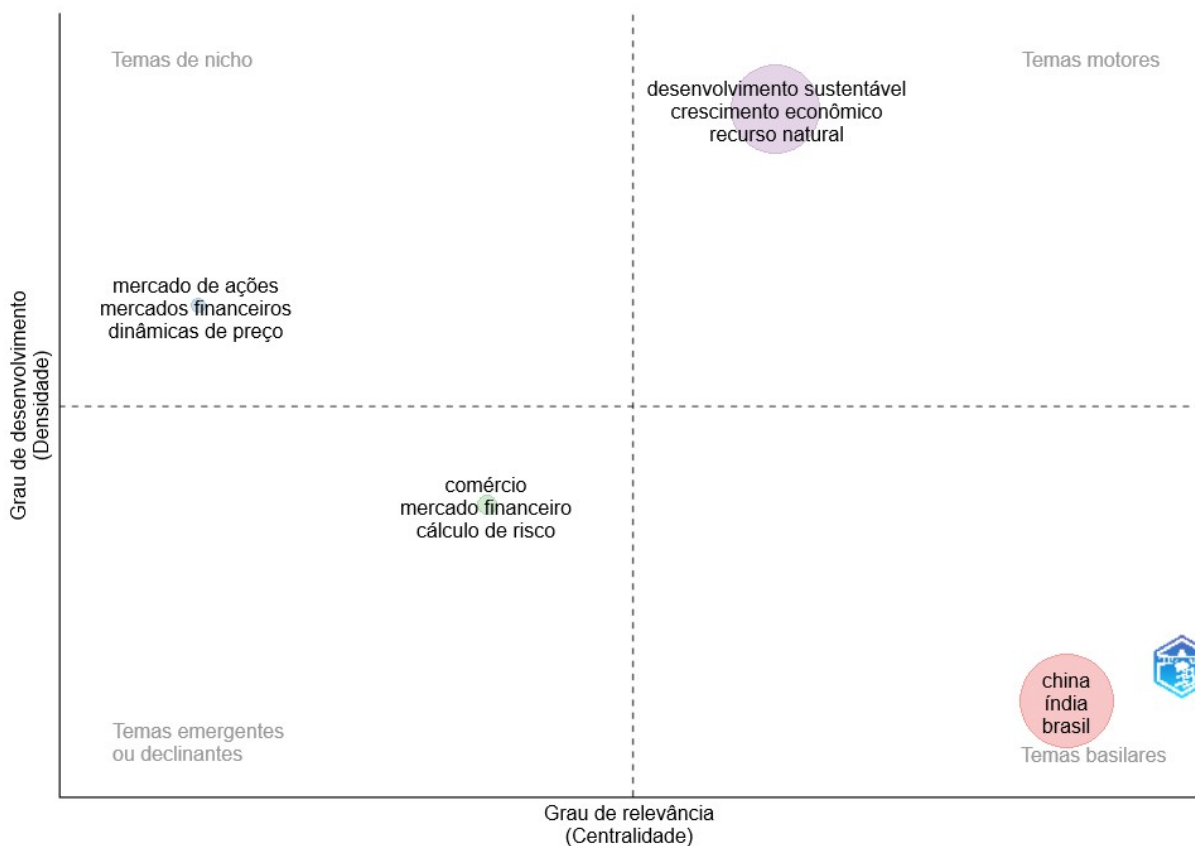 Temas de nicho
Temas motores
desenvolvimento sustentável
crescimento econômico
recurso natural
mercado de ações
mercados financeiros
dinâmicas de preço
Grau de desenvolvimento
(Densidade)
comércio
mercado financeiro
cálculo de risco
china
índia
brasil
Temas emergentes
ou declinantes
Temas basilares
Grau de relevância
(Centralidade)